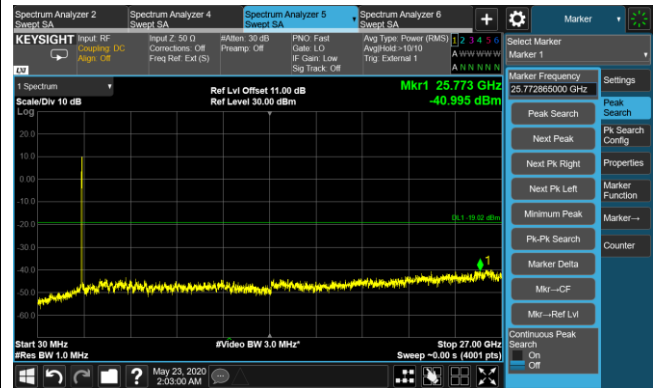 Spectrum Analyzer 2
Swept SA
Spectrum Analyzer 4
Swept SA
Spectrum Analyzer 5
Swept SA
Spectrum Analyzer 6
Swept SA
+
Marker
KEYSIGHT
Input: RF
Coupling: DC
Align: Off
Input Z: 50 Ω
Corrections: Off
Freq Ref: Ext (S)
#Atten: 30 dB
Preamp: Off
PNO: Fast
Gate: LO
IF Gain: Low
Sig Track: Off
Avg Type: Power (RMS)
Avg|Hold:>10/10
Trig: External 1
1 2 3 4 5 6
A W W W W W
A N N N N N
LXI
Select Marker
Marker 1
1 Spectrum
Scale/Div 10 dB
Log
Ref Lvl Offset 11.00 dB
Ref Level 30.00 dBm
Mkr1 25.773 GHz
-40.995 dBm
20.0
10.0
0.00
-10.0
-20.0
-30.0
-40.0
-50.0
-60.0
DL1 -19.02 dBm
1
Start 30 MHz
#Res BW 1.0 MHz
#Video BW 3.0 MHz*
Stop 27.00 GHz
Sweep ~0.00 s (4001 pts)
Marker Frequency
25.772865000 GHz
Peak Search
Next Peak
Next Pk Right
Next Pk Left
Minimum Peak
Pk-Pk Search
Marker Delta
Mkr→CF
Mkr→Ref Lvl
Continuous Peak
Search
On
Off
Settings
Peak
Search
Pk Search
Config
Properties
Marker
Function
Marker→
Counter
?
May 23, 2020
2:03:00 AM